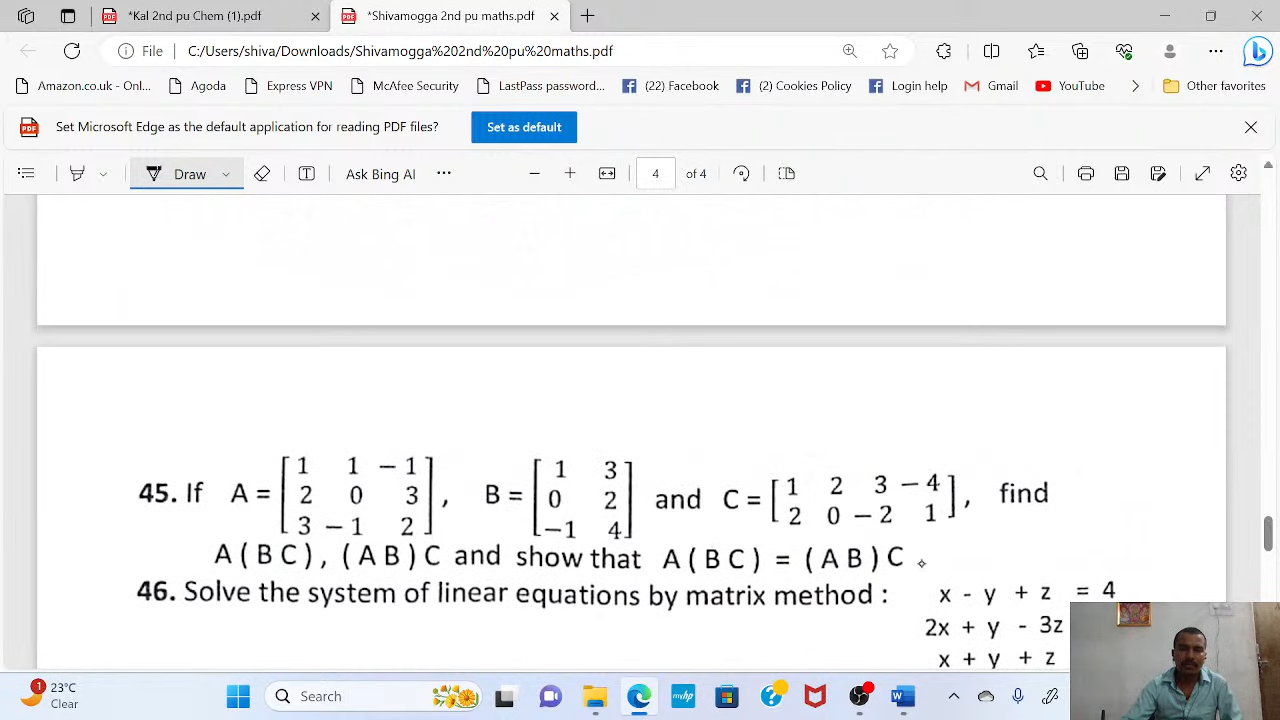 *Kal 2nd pu Chem (1).pdf
*Shivamogga 2nd pu maths.pdf
File C:/Users/shiva/Downloads/Shivamogga%202nd%20pu%20maths.pdf
Amazon.co.uk - Onl... Agoda Express VPN McAfee Security LastPass password... (22) Facebook (2) Cookies Policy Login help Gmail YouTube Other favorites
Set Microsoft Edge as the default application for reading PDF files? Set as default
Draw Ask Bing AI 4 of 4
45. If A = [1 1 −1; 2 0 3; 3 −1 2], B = [1 3; 0 2; −1 4] and C = [1 2 3 −4; 2 0 −2 1], find
A ( B C ) , ( A B ) C and show that A ( B C ) = ( A B ) C
46. Solve the system of linear equations by matrix method : x - y + z = 4
2x + y - 3z
x + y + z
1 23°C
Clear
Search
myhp